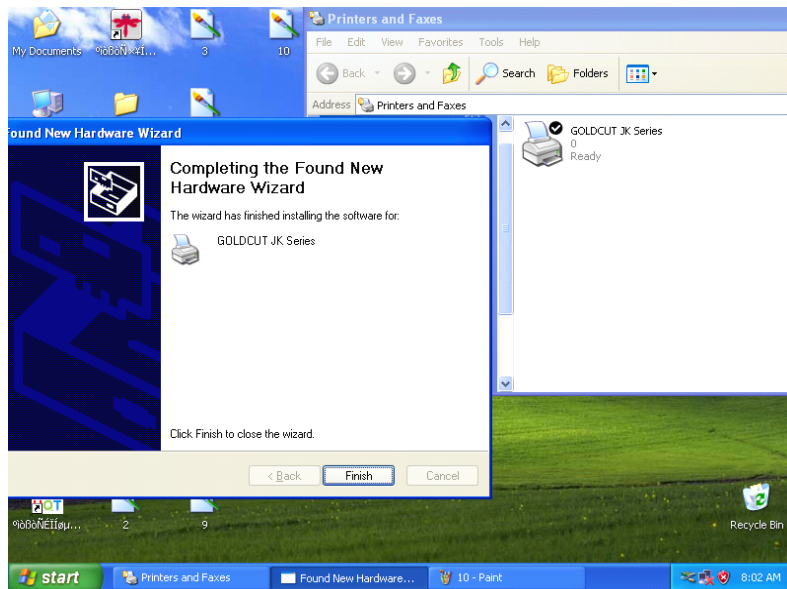 My Documents
3
10
Printers and Faxes
File Edit View Favorites Tools Help
Back
Search
Folders
Address Printers and Faxes
GOLDCUT JK Series
0
Ready
Found New Hardware Wizard
Completing the Found New
Hardware Wizard
The wizard has finished installing the software for:
GOLDCUT JK Series
Click Finish to close the wizard.
< Back Finish Cancel
2
9
Recycle Bin
start
Printers and Faxes
Found New Hardware...
10 - Paint
8:02 AM